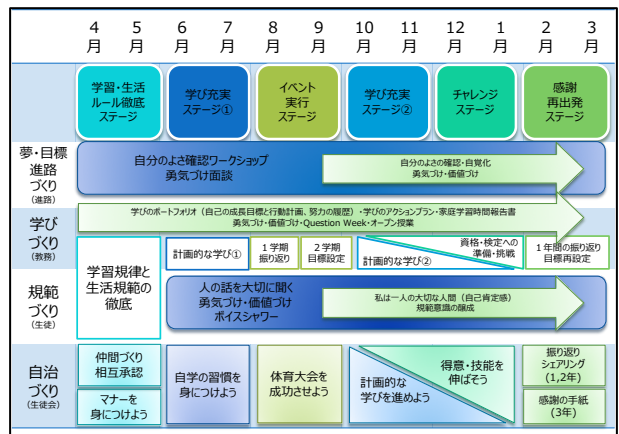 4月 5月 6月 7月 8月 9月 10月 11月 12月 1月 2月 3月
学習・生活
ルール徹底
ステージ
学び充実
ステージ①
イベント
実行
ステージ
学び充実
ステージ②
チャレンジ
ステージ
感謝
再出発
ステージ
夢・目標
進路
づくり
(進路)
自分のよさ確認ワークショップ
勇気づけ面談
自分のよさの確認・自覚化
勇気づけ・価値づけ
学び
づくり
(教務)
学びのポートフォリオ（自己の成長目標と行動計画、努力の履歴）・学びのアクションプラン・家庭学習時間報告書
勇気づけ・価値づけ・Question Week・オープン授業
学習規律と
生活規範の
徹底
計画的な学び①
１学期
振り返り
２学期
目標設定
計画的な学び②
資格・検定への
準備・挑戦
１年間の振り返り
目標再設定
規範
づくり
(生徒)
人の話を大切に聞く
勇気づけ・価値づけ
ボイスシャワー
私は一人の大切な人間（自己肯定感）
規範意識の醸成
自治
づくり
(生徒会)
仲間づくり
相互承認
マナーを
身につけよう
自学の習慣を
身につけよう
体育大会を
成功させよう
計画的な
学びを進めよう
得意・技能を
伸ばそう
振り返り
シェアリング
(1,2年)
感謝の手紙
(3年)